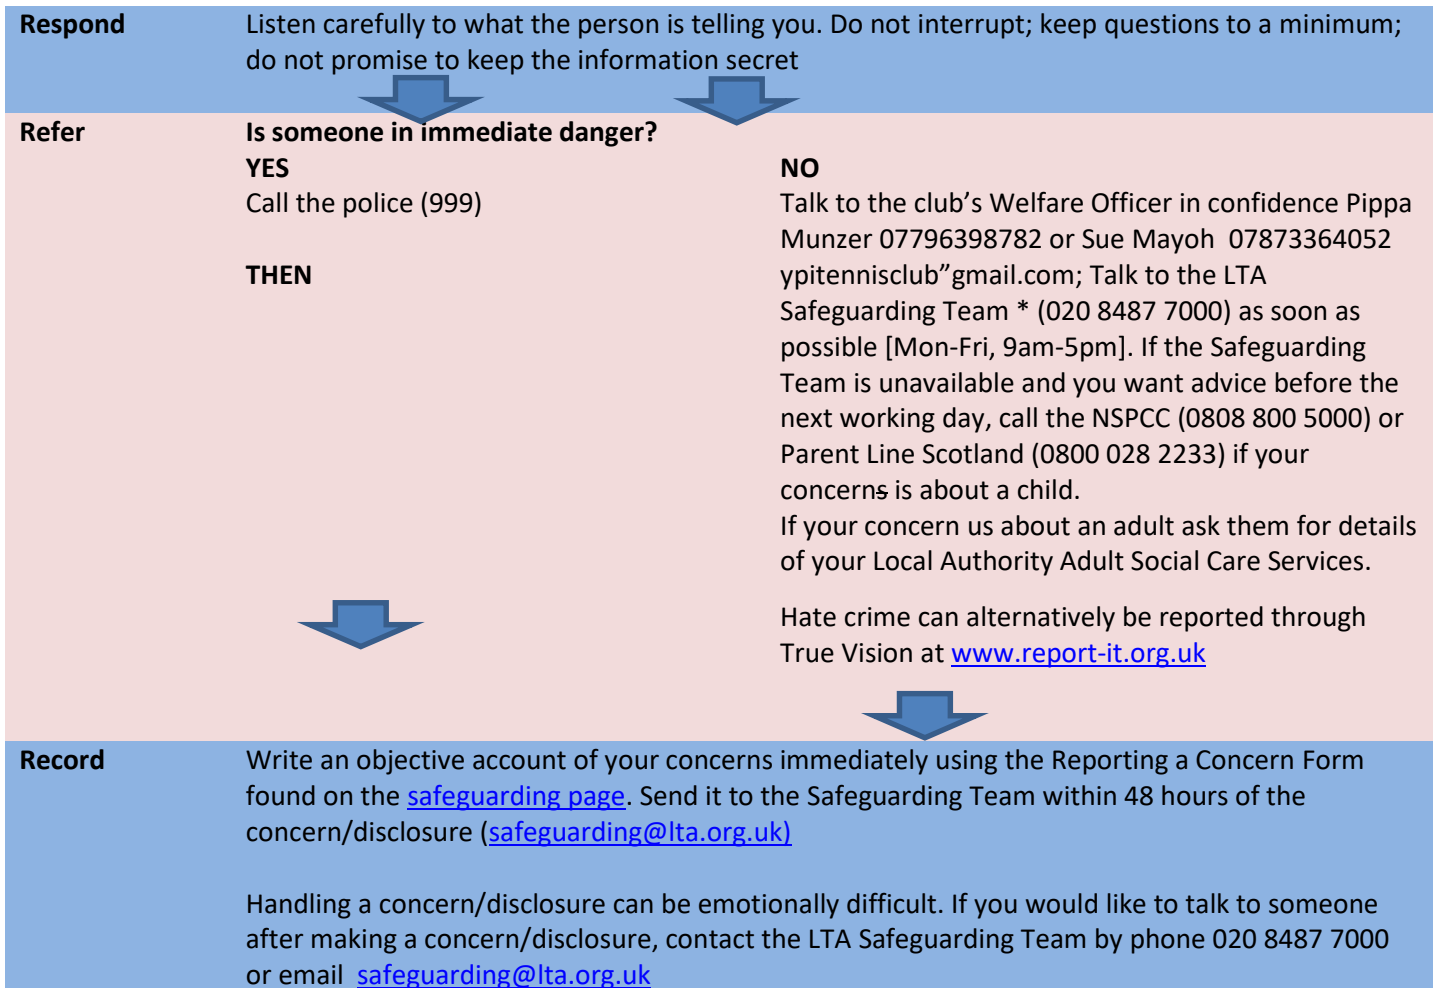 Respond
Listen carefully to what the person is telling you. Do not interrupt; keep questions to a minimum;
do not promise to keep the information secret
Refer
Is someone in immediate danger?
YES
Call the police (999)
THEN
NO
Talk to the club’s Welfare Officer in confidence Pippa
Munzer 07796398782 or Sue Mayoh  07873364052
ypitennisclub”gmail.com; Talk to the LTA
Safeguarding Team * (020 8487 7000) as soon as
possible [Mon-Fri, 9am-5pm]. If the Safeguarding
Team is unavailable and you want advice before the
next working day, call the NSPCC (0808 800 5000) or
Parent Line Scotland (0800 028 2233) if your
concerns is about a child.
If your concern us about an adult ask them for details
of your Local Authority Adult Social Care Services.
Hate crime can alternatively be reported through
True Vision at www.report-it.org.uk
Record
Write an objective account of your concerns immediately using the Reporting a Concern Form
found on the safeguarding page. Send it to the Safeguarding Team within 48 hours of the
concern/disclosure (safeguarding@lta.org.uk)
Handling a concern/disclosure can be emotionally difficult. If you would like to talk to someone
after making a concern/disclosure, contact the LTA Safeguarding Team by phone 020 8487 7000
or email  safeguarding@lta.org.uk